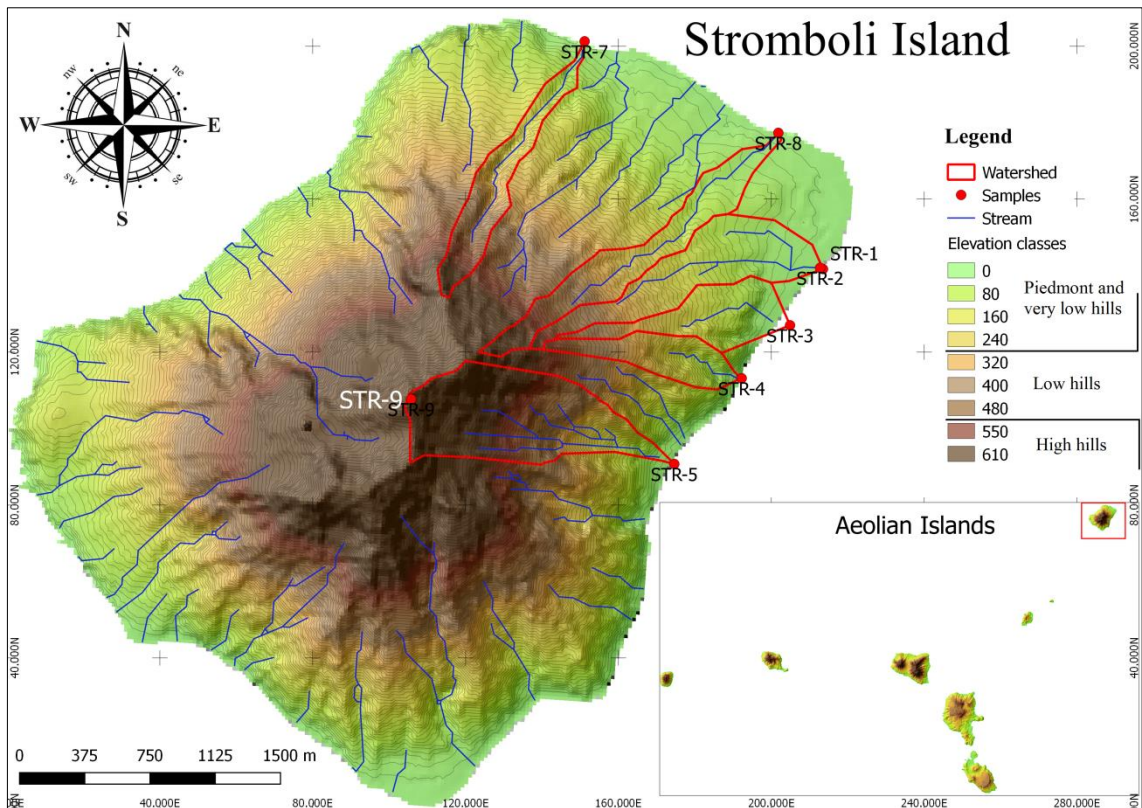 Stromboli Island
N
nw
ne
W
E
sw
se
S
STR-7
STR-8
STR-1
STR-2
STR-3
STR-4
STR-9
STR-9
STR-5
Legend
Watershed
Samples
Stream
Elevation classes
0
80
160
240
320
400
480
550
610
Piedmont and
very low hills
Low hills
High hills
Aeolian Islands
200.000N
160.000N
120.000N
80.000N
40.000N
120.000N
80.000N
40.000N
0 375 750 1125 1500 m
40.000E
80.000E
120.000E
160.000E
200.000E
240.000E
280.000E